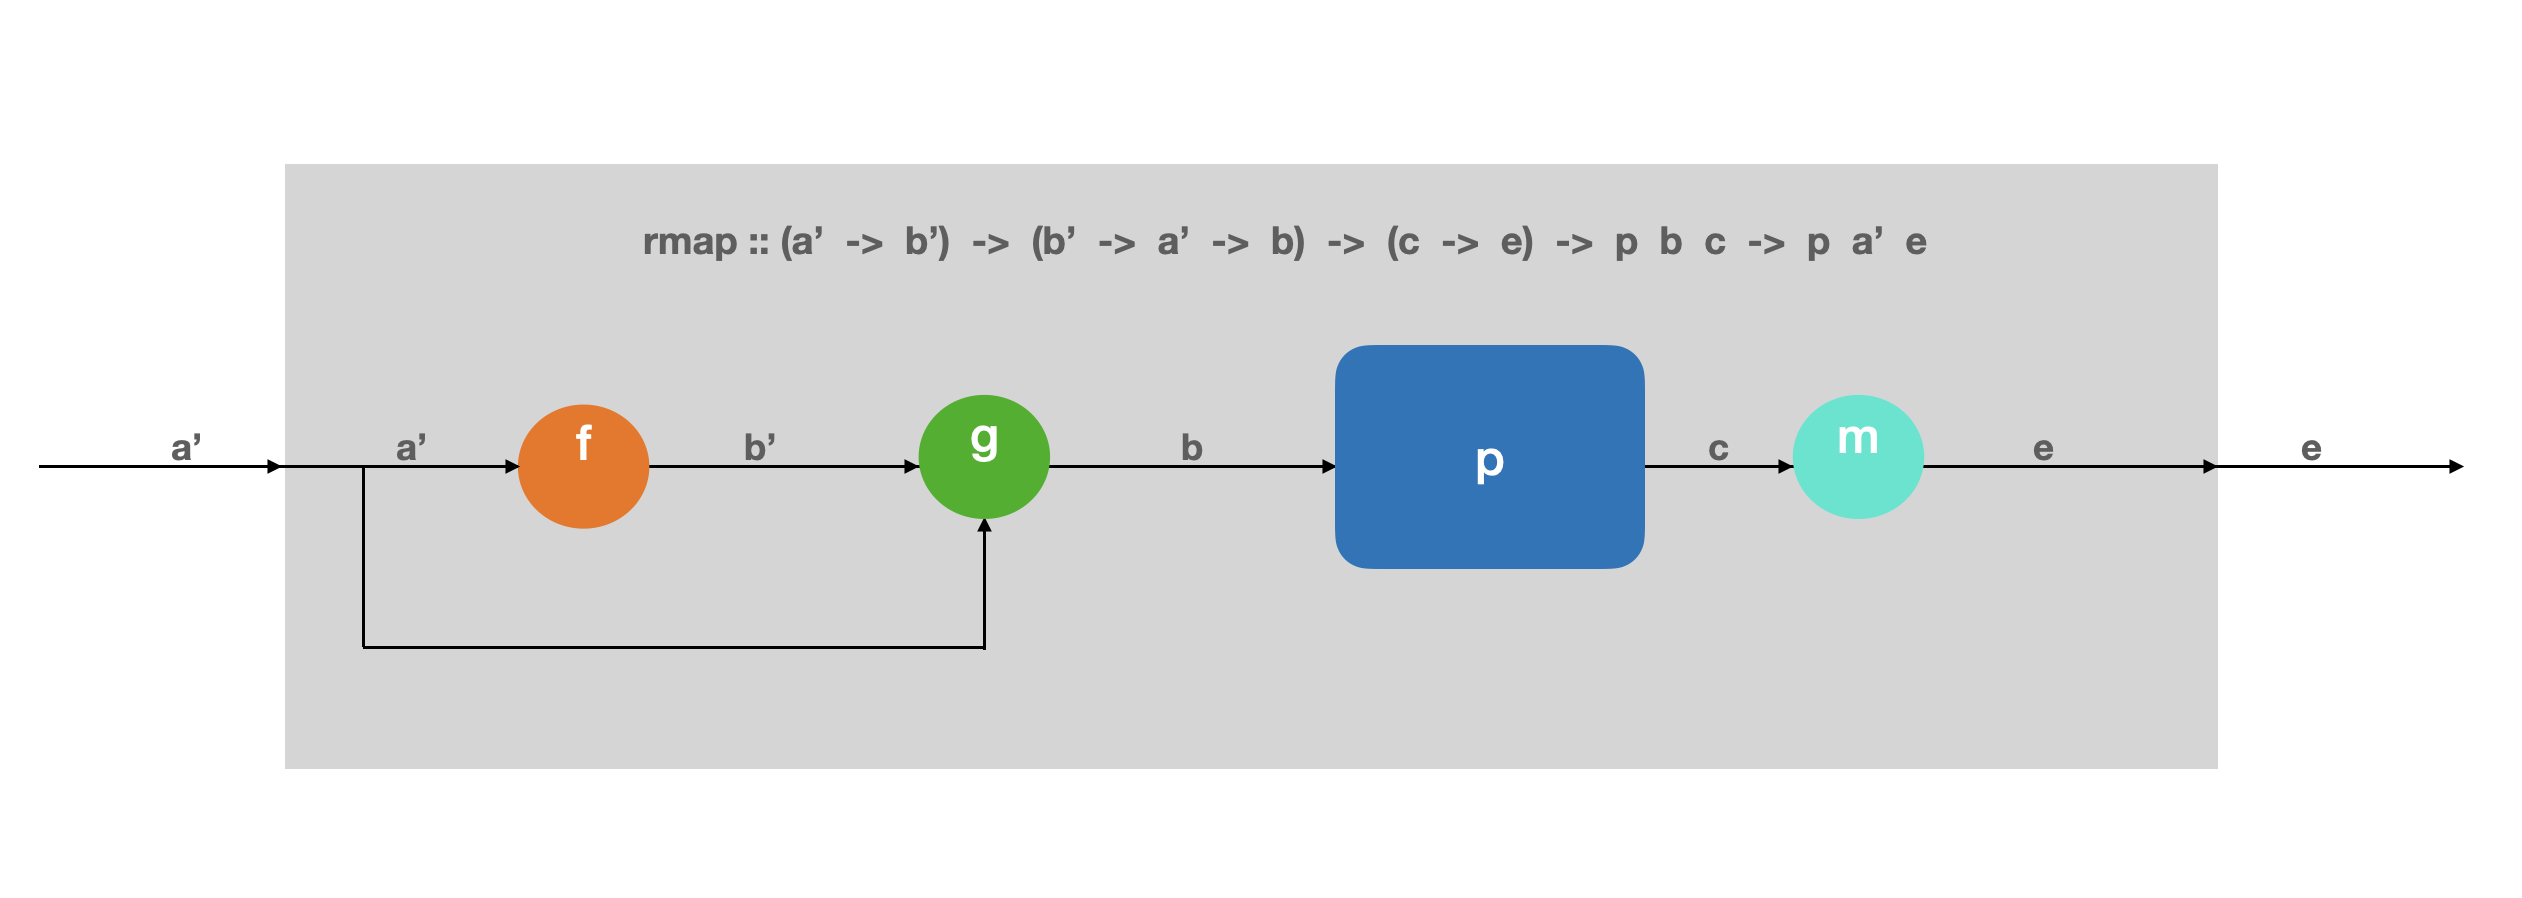 rmap :: (a’ -> b’) -> (b’ -> a’ -> b) -> (c -> e) -> p b c -> p a’ e
a’
a’
f
b’
g
b
p
c
m
e
e